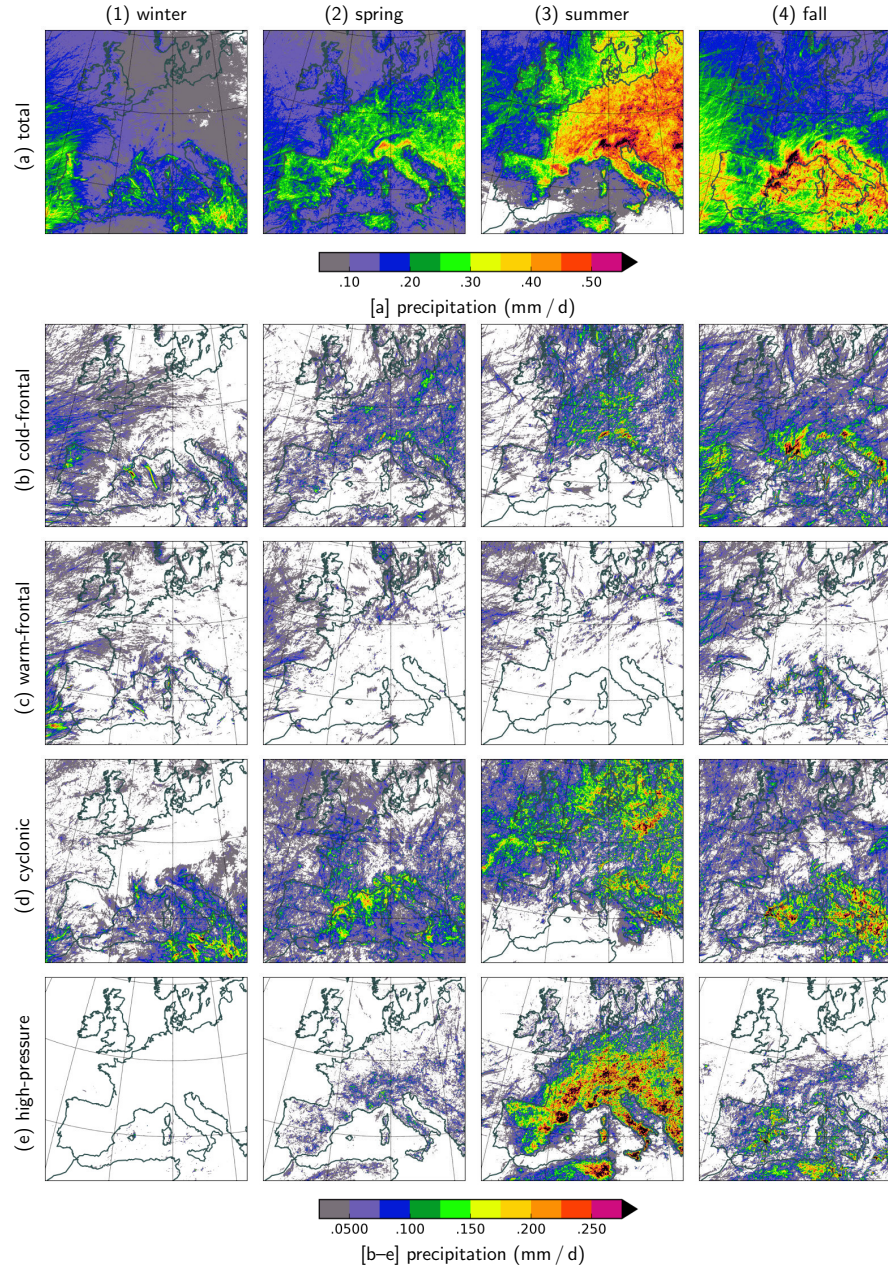 (1) winter
(2) spring
(3) summer
(4) fall
(a) total
.10
.20
.30
.40
.50
[a] precipitation (mm / d)
(b) cold-frontal
(c) warm-frontal
(d) cyclonic
(e) high-pressure
.0500
.100
.150
.200
.250
[b–e] precipitation (mm / d)